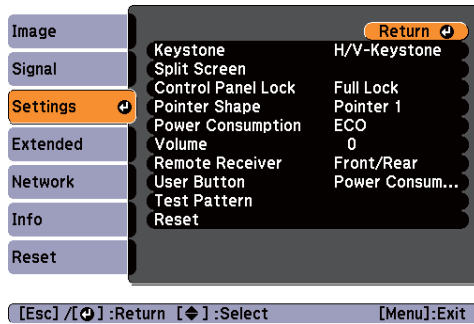 Image
Signal
Settings
Extended
Network
Info
Reset
Return
Keystone H/V-Keystone
Split Screen
Control Panel Lock Full Lock
Pointer Shape Pointer 1
Power Consumption ECO
Volume 0
Remote Receiver Front/Rear
User Button Power Consum...
Test Pattern
Reset
[Esc] /[ ] :Return [ ] :Select [Menu]:Exit